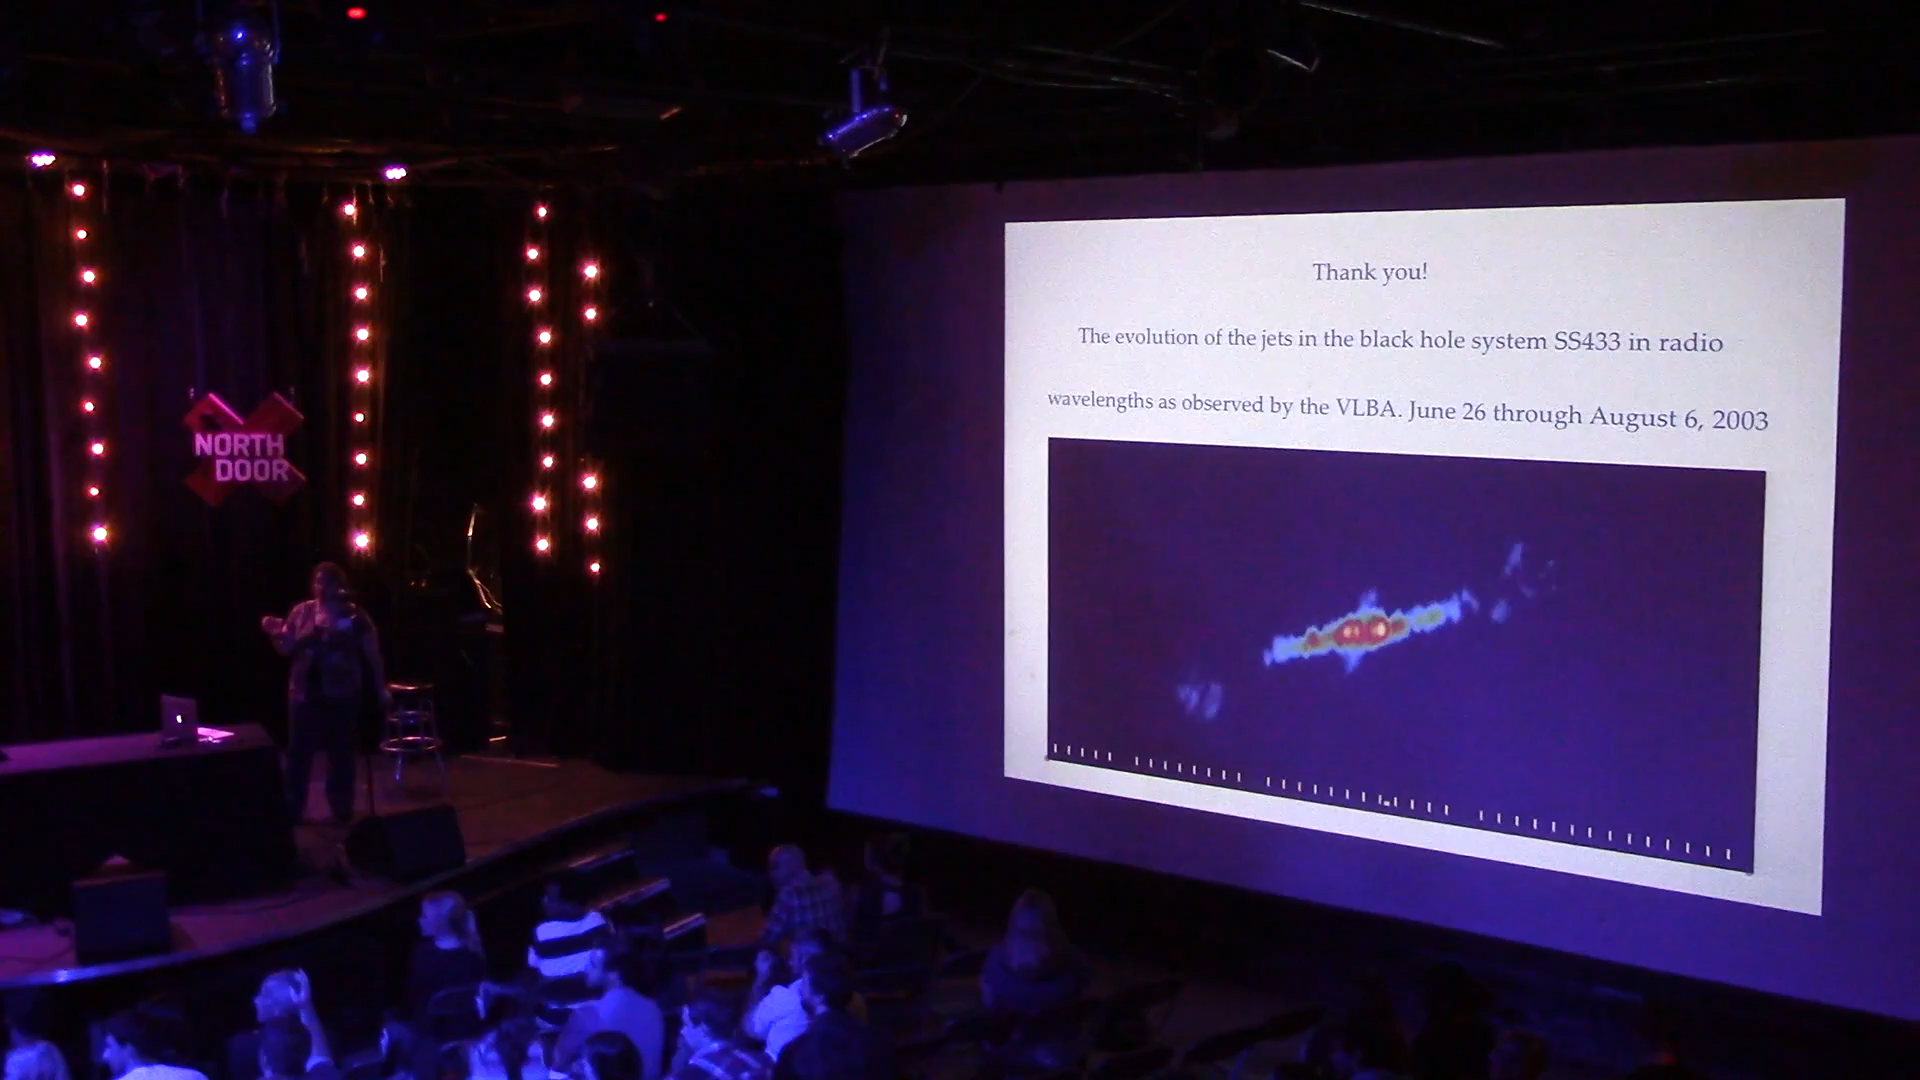 NORTH
DOOR
Thank you!
The evolution of the jets in the black hole system SS433 in radio
wavelengths as observed by the VLBA. June 26 through August 6, 2003